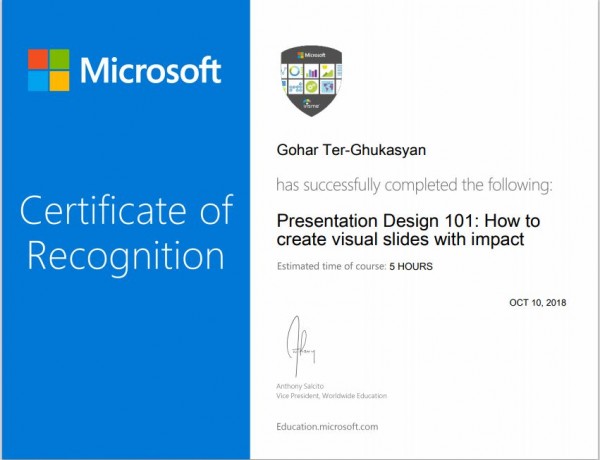 Microsoft
Certificate of
Recognition
Microsoft
Gohar Ter-Ghukasyan
has successfully completed the following:
Presentation Design 101: How to
create visual slides with impact
Estimated time of course: 5 HOURS
OCT 10, 2018
Anthony Salcito
Vice President, Worldwide Education
Education.microsoft.com